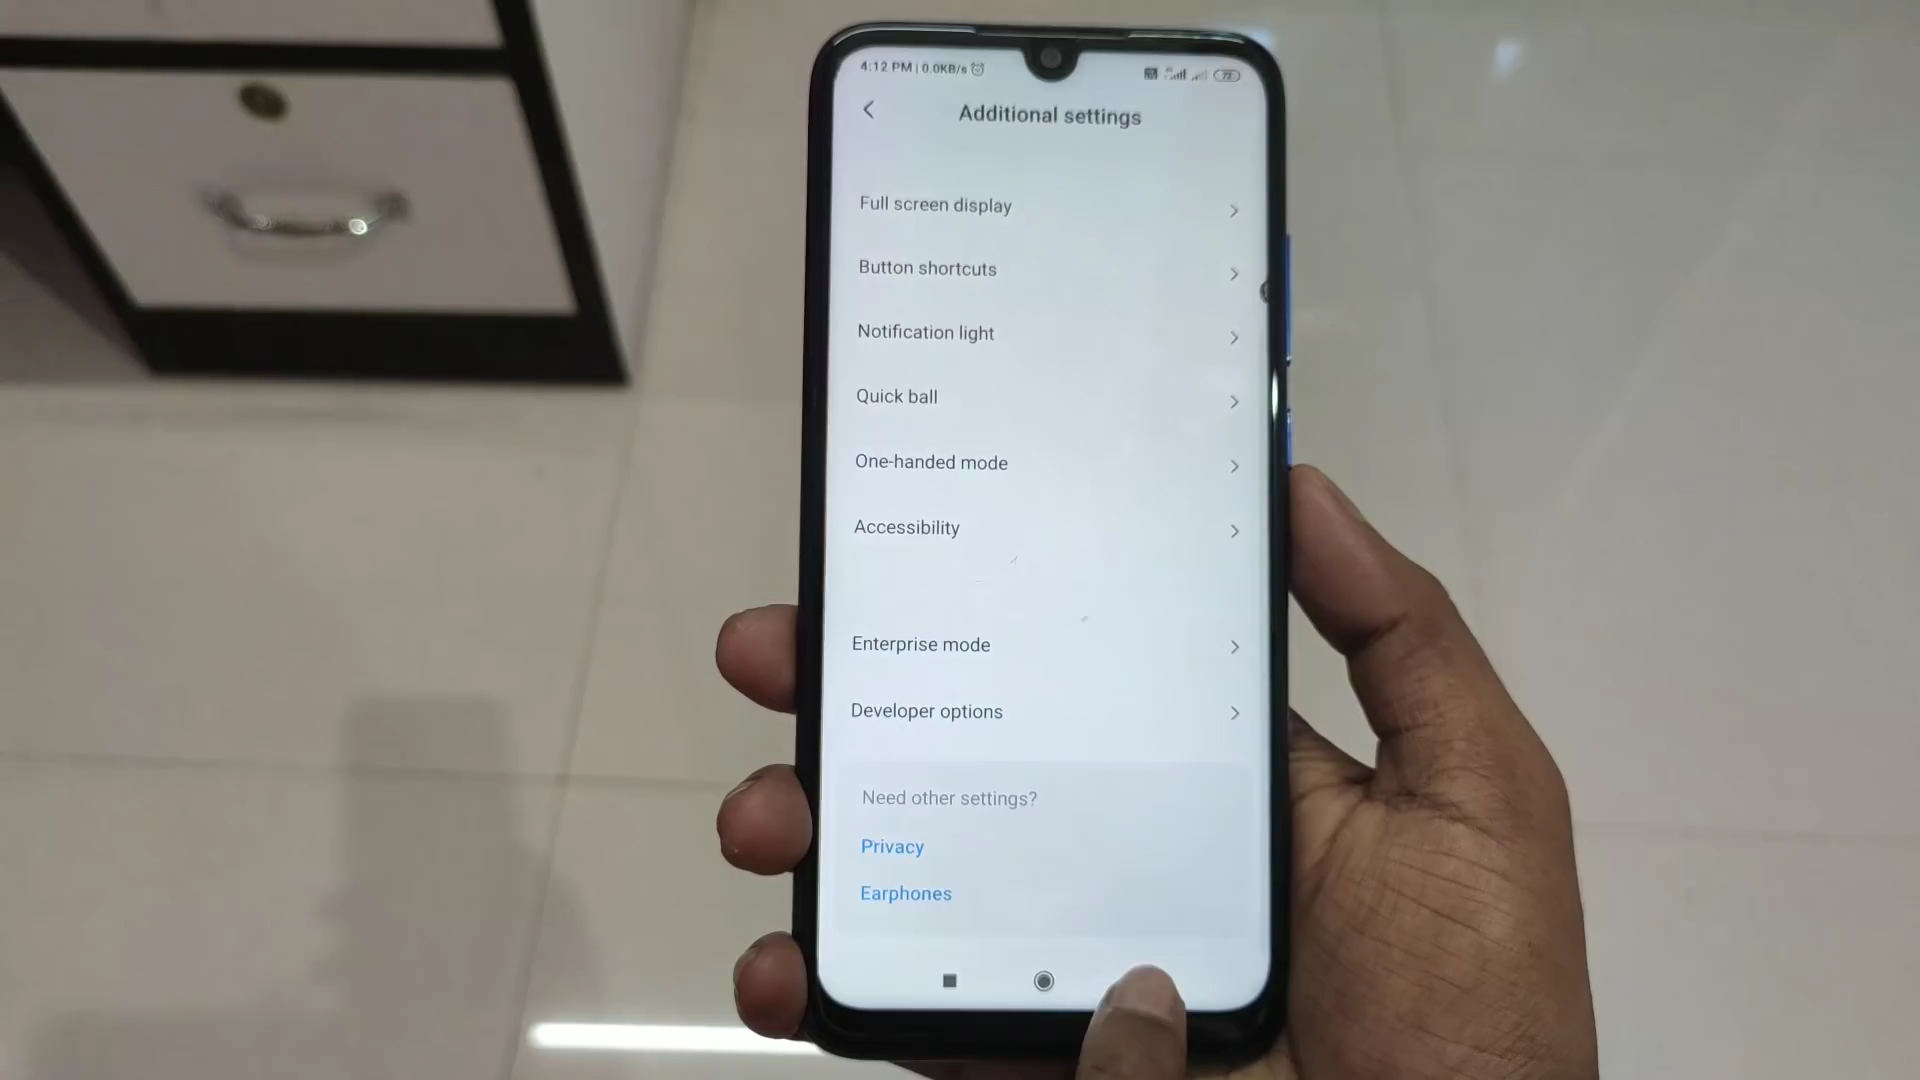 4:12 PM | 0.0KB/s
72
Additional settings
Full screen display
Button shortcuts
Notification light
Quick ball
One-handed mode
Accessibility
Enterprise mode
Developer options
Need other settings?
Privacy
Earphones